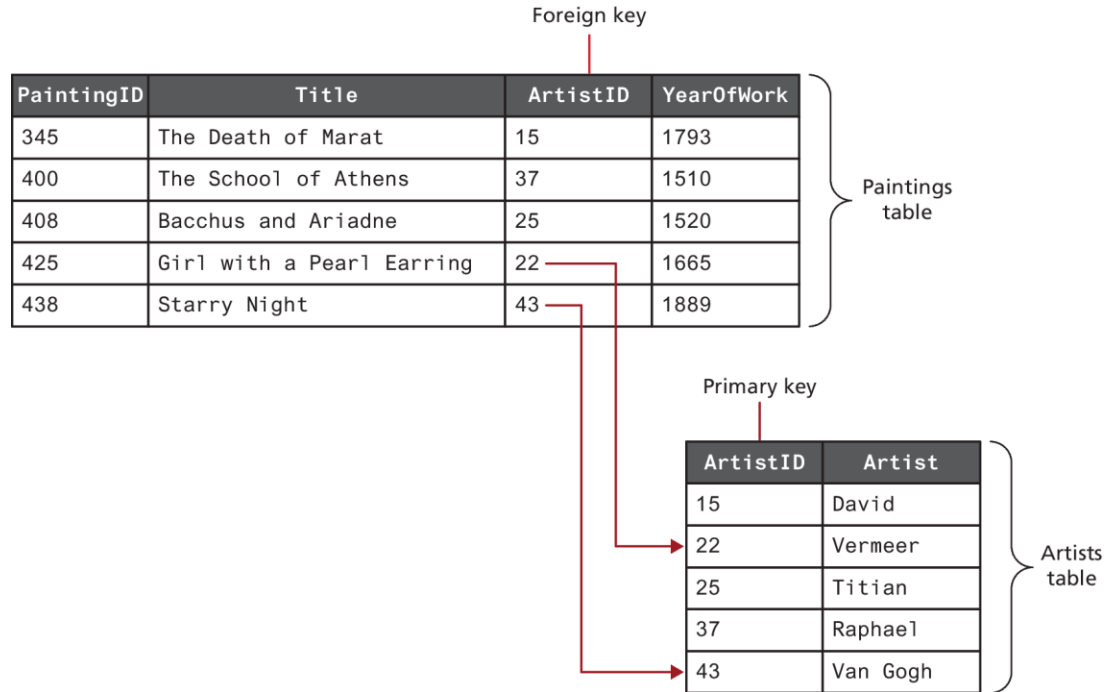 Foreign key
PaintingID Title ArtistID YearOfWork
345 The Death of Marat 15 1793
400 The School of Athens 37 1510
408 Bacchus and Ariadne 25 1520
425 Girl with a Pearl Earring 22 1665
438 Starry Night 43 1889
Paintings
table
Primary key
ArtistID Artist
15 David
22 Vermeer
25 Titian
37 Raphael
43 Van Gogh
Artists
table